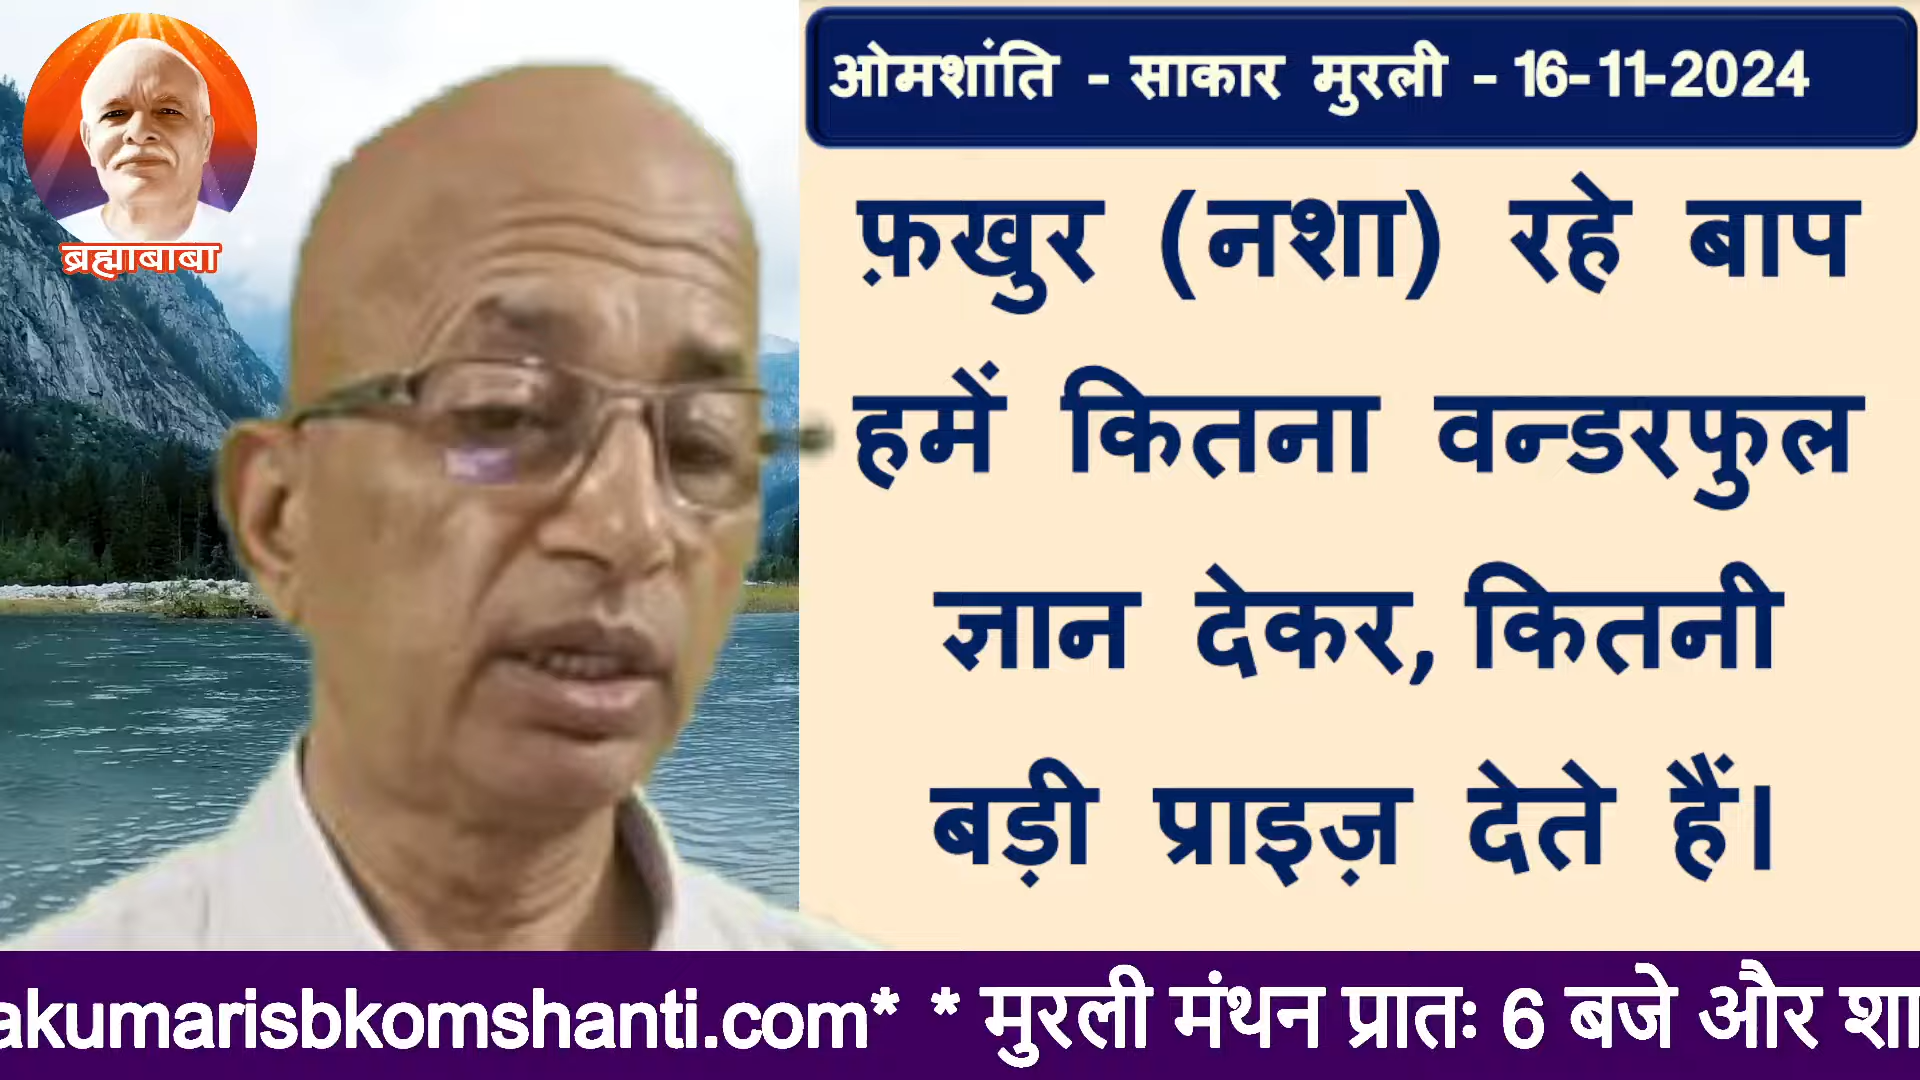 ब्रह्माबाबा
ओमशांति - साकार मुरली - 16-11-2024
फ़खुर (नशा) रहे बाप
हमें कितना वन्डरफुल
ज्ञान देकर, कितनी
बड़ी प्राइज़ देते हैं।
akumarisbkomshanti.com* * मुरली मंथन प्रातः 6 बजे और शा